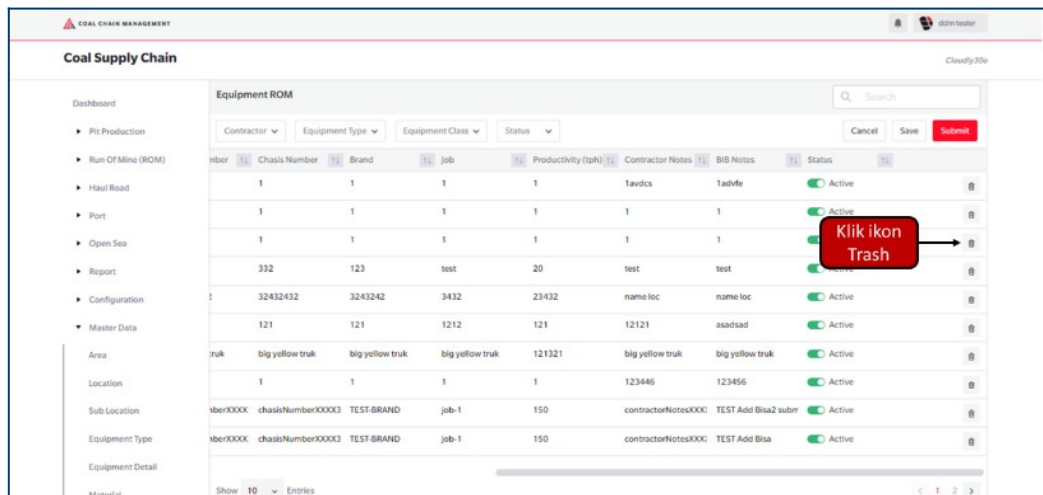 COAL CHAIN MANAGEMENT
ddm tester
Coal Supply Chain
Cloudly30o
Dashboard
Pit Production
Run Of Mine (ROM)
Haul Road
Port
Open Sea
Report
Configuration
Master Data
Area
Location
Sub Location
Equipment Type
Equipment Detail
Material
Equipment ROM
Search
Contractor Equipment Type Equipment Class Status
Cancel Save Submit
mber Chasis Number Brand Job Productivity (tph) Contractor Notes BIB Notes Status
1 1 1 1 1avdcs 1advfe Active
1 1 1 1 1 1 Active
1 1 1 1 1 1
Klik ikon
Trash
332 123 test 20 test test Active
32432432 3243242 3432 23432 name loc name loc Active
121 121 1212 121 12121 asadsad Active
truk big yellow truk big yellow truk big yellow truk 121321 big yellow truk big yellow truk Active
1 1 1 1 123446 123456 Active
nberXXXX chasisNumberXXXX3 TEST-BRAND job-1 150 contractorNotesXXX TEST Add Bisa2 subm Active
nberXXXX chasisNumberXXXX3 TEST-BRAND job-1 150 contractorNotesXXX TEST Add Bisa Active
Show 10 Entries
< 1 2 >